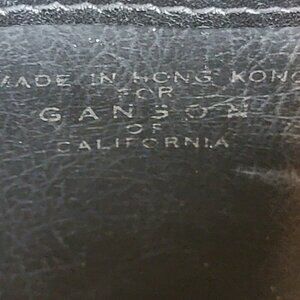 MADE IN HONG KONG
FOR
GANSON
OF
CALIFORNIA